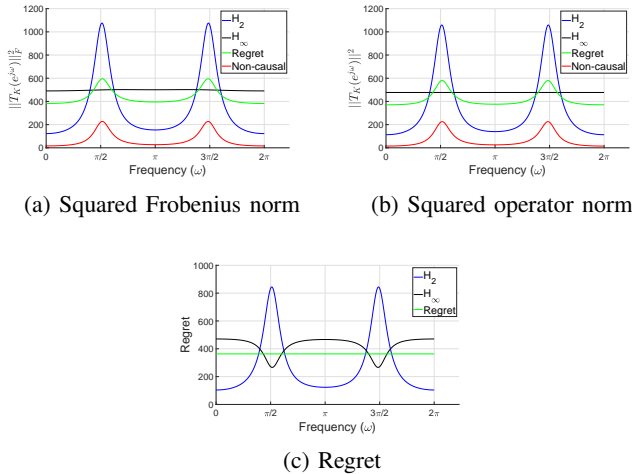 1200
1000
800
600
400
200
0
||T_K(e^{jω})||_F^2
H_2
H_∞
Regret
Non-causal
0 π/2 π 3π/2 2π
Frequency (ω)
(a) Squared Frobenius norm
1200
1000
800
600
400
200
0
||T_K(e^{jω})||^2
H_2
H_∞
Regret
Non-causal
0 π/2 π 3π/2 2π
Frequency (ω)
(b) Squared operator norm
1000
800
600
400
200
0
Regret
H_2
H_∞
Regret
0 π/2 π 3π/2 2π
Frequency (ω)
(c) Regret